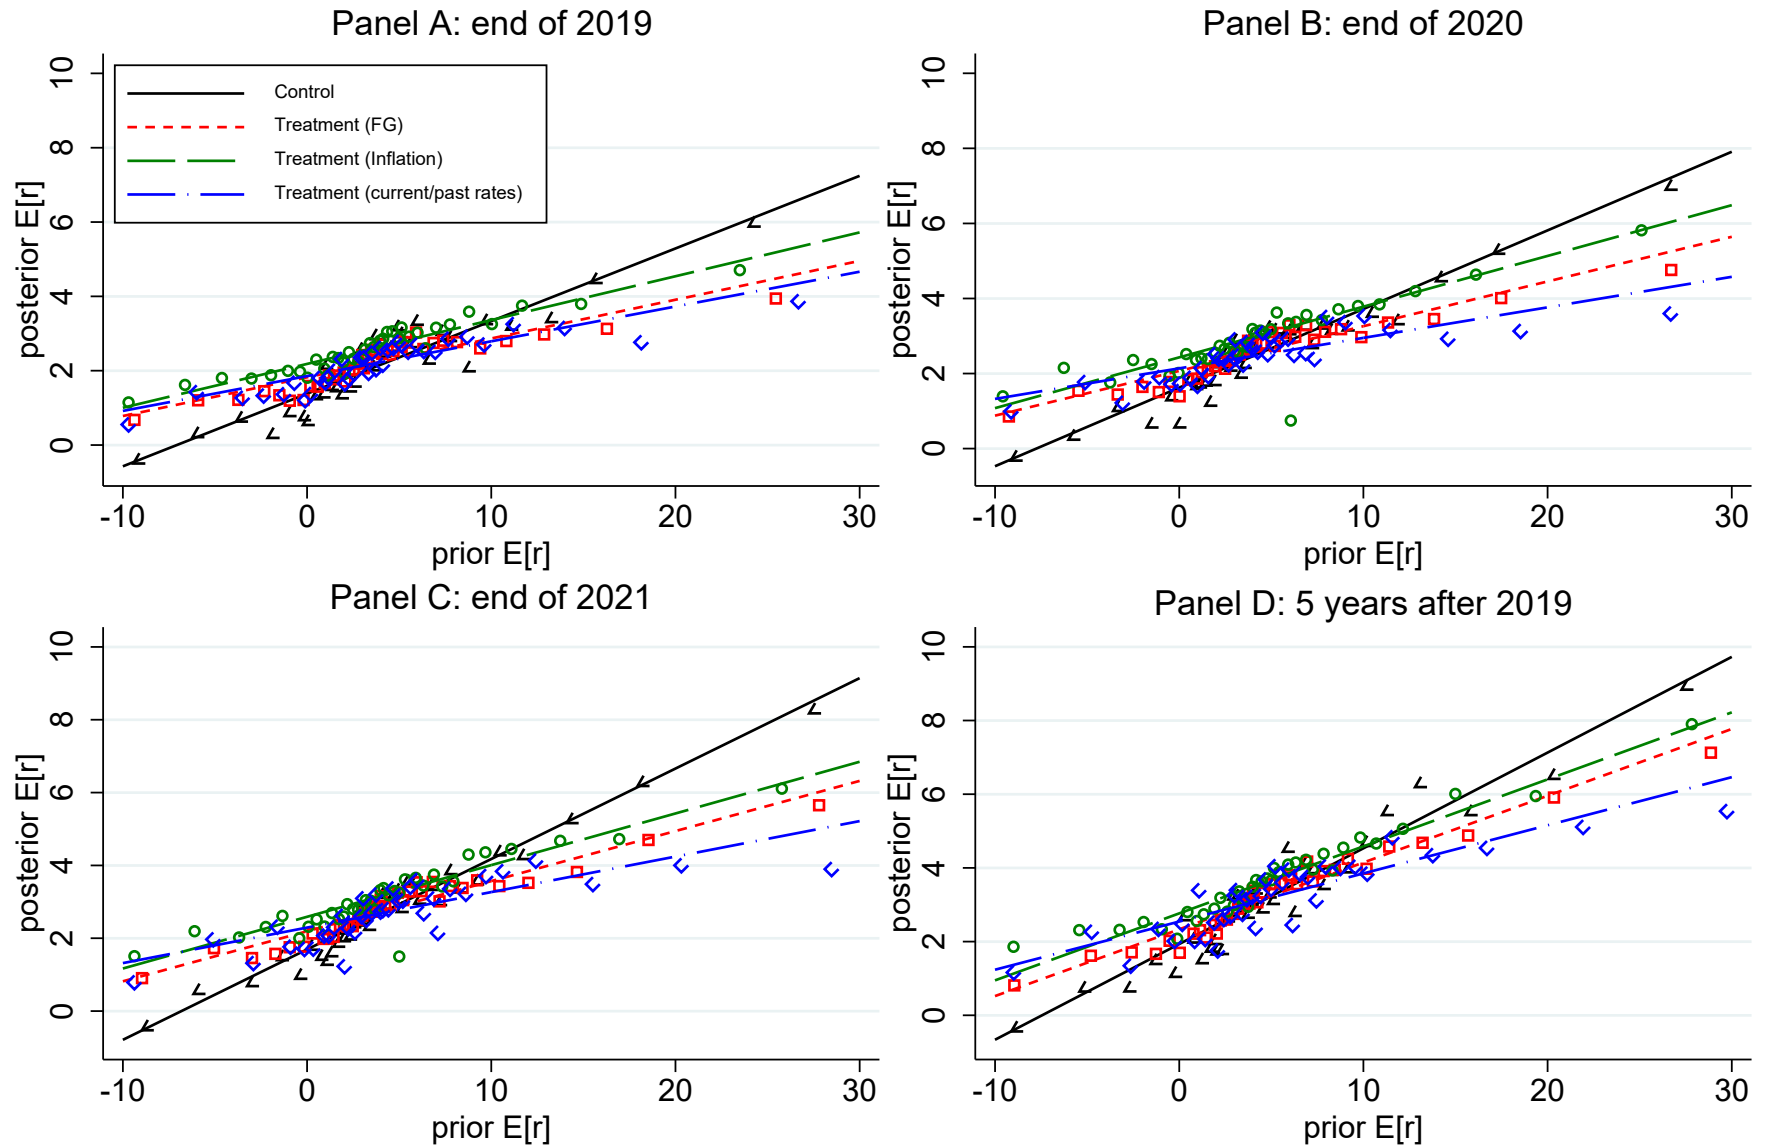 Panel A: end of 2019
posterior E[r]
10
8
6
4
2
0
Control
Treatment (FG)
Treatment (Inflation)
Treatment (current/past rates)
-10 0 10 20 30
prior E[r]
Panel B: end of 2020
posterior E[r]
10
8
6
4
2
0
-10 0 10 20 30
prior E[r]
Panel C: end of 2021
posterior E[r]
10
8
6
4
2
0
-10 0 10 20 30
prior E[r]
Panel D: 5 years after 2019
posterior E[r]
10
8
6
4
2
0
-10 0 10 20 30
prior E[r]